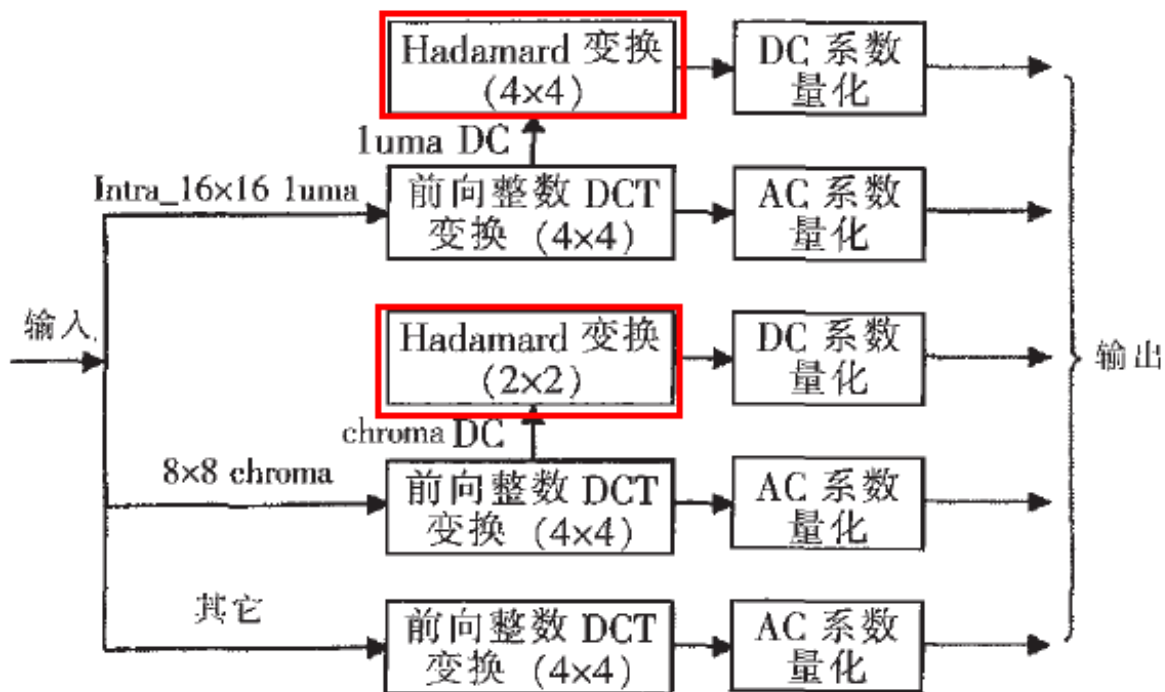 Hadamard 变换
(4×4)
DC 系数
量化
luma DC
Intra_16×16 luma
前向整数 DCT
变换 (4×4)
AC 系数
量化
输入
Hadamard 变换
(2×2)
DC 系数
量化
输出
chroma DC
8×8 chroma
前向整数 DCT
变换 (4×4)
AC 系数
量化
其它
前向整数 DCT
变换 (4×4)
AC 系数
量化